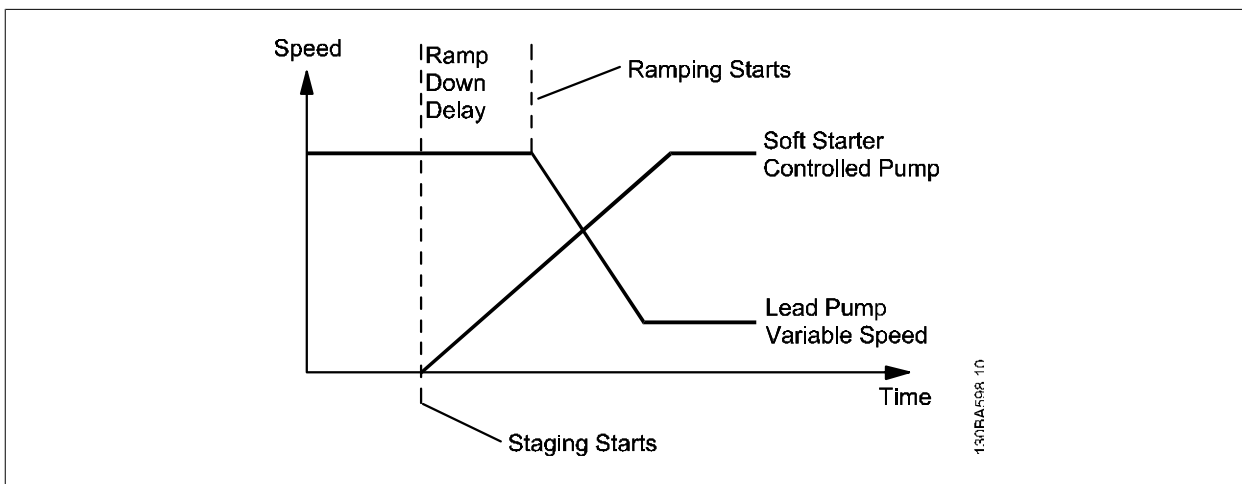 Speed
Ramp
Down
Delay
Ramping Starts
Soft Starter
Controlled Pump
Lead Pump
Variable Speed
Time
Staging Starts
130BA598.10